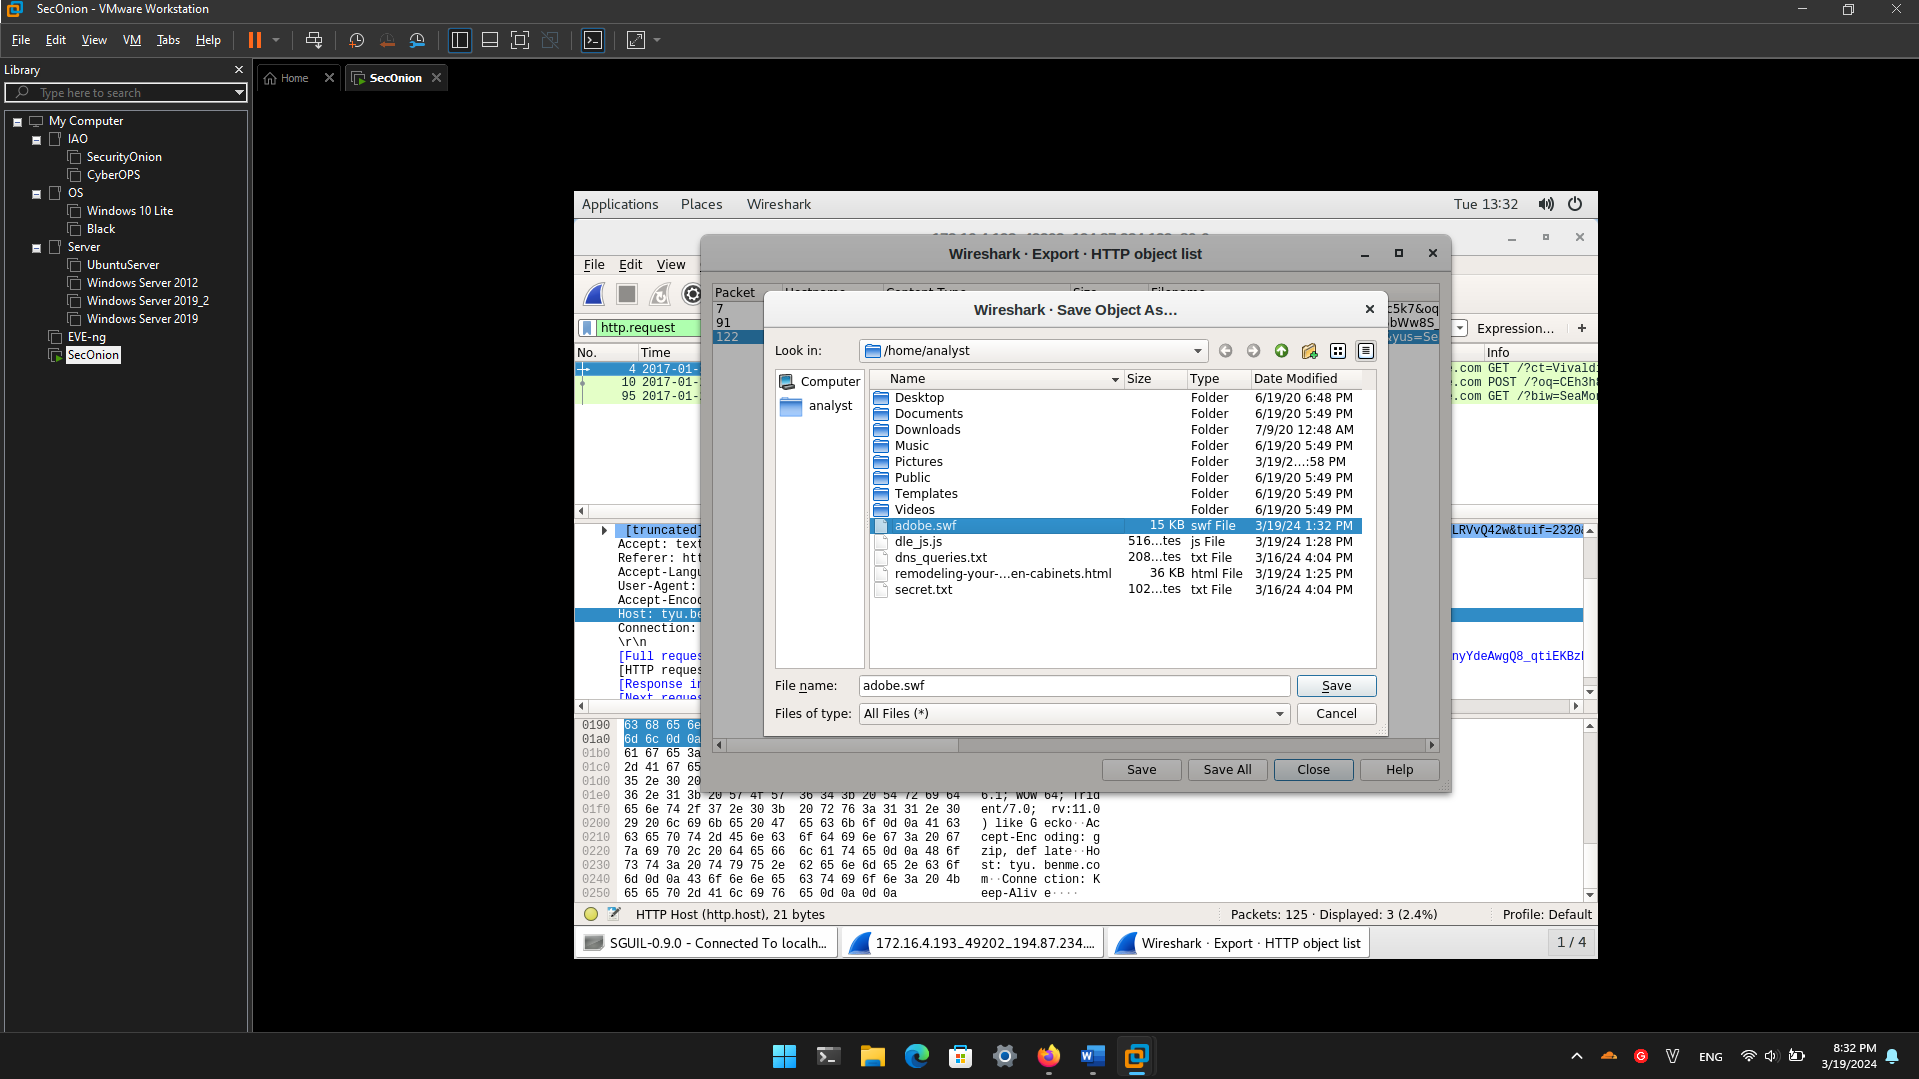 SecOnion - VMware Workstation
File Edit View VM Tabs Help
Library
Type here to search
Home
SecOnion
My Computer
IAO
SecurityOnion
CyberOPS
OS
Windows 10 Lite
Black
Server
UbuntuServer
Windows Server 2012
Windows Server 2019_2
Windows Server 2019
EVE-ng
SecOnion
Applications Places Wireshark
Tue 13:32
File Edit View
http.request
Expression... +
No. Time Info
4 2017-01-
.com GET /?ct=Vivaldi
10 2017-01-
.com POST /?oq=CEh3h
95 2017-01-
.com GET /?biw=SeaMo
Wireshark · Export · HTTP object list
Packet
7
c5k7&oq
91
bWw8S
122
&yus=Se
Wireshark · Save Object As…
Look in: /home/analyst
Computer
analyst
Name Size Type Date Modified
Desktop Folder 6/19/20 6:48 PM
Documents Folder 6/19/20 5:49 PM
Downloads Folder 7/9/20 12:48 AM
Music Folder 6/19/20 5:49 PM
Pictures Folder 3/19/2...:58 PM
Public Folder 6/19/20 5:49 PM
Templates Folder 6/19/20 5:49 PM
Videos Folder 6/19/20 5:49 PM
adobe.swf 15 KB swf File 3/19/24 1:32 PM
dle_js.js 516...tes js File 3/19/24 1:28 PM
dns_queries.txt 208...tes txt File 3/16/24 4:04 PM
remodeling-your-...en-cabinets.html 36 KB html File 3/19/24 1:25 PM
secret.txt 102...tes txt File 3/16/24 4:04 PM
File name: adobe.swf Save
Files of type: All Files (*) Cancel
Save Save All Close Help
[truncated]
LRVvQ42w&tuif=2320
Accept: text
Referer: htt
Accept-Langu
User-Agent:
Accept-Encod
Host: tyu.be
Connection:
\r\n
[Full reques
nyYdeAwgQ8_qtiEKBz
[HTTP reques
[Response in
[Next reques
0190 63 68 65 6e
01a0 6d 6c 0d 0a
01b0 61 67 65 3a
01c0 2d 41 67 65
01d0 35 2e 30 20
01e0 36 2e 31 3b 20 57 4f 57 36 34 3b 20 54 72 69 64 6.1; WOW 64; Trid
01f0 65 6e 74 2f 37 2e 30 3b 20 72 76 3a 31 31 2e 30 ent/7.0; rv:11.0
0200 29 20 6c 69 6b 65 20 47 65 63 6b 6f 0d 0a 41 63 ) like G ecko··Ac
0210 63 65 70 74 2d 45 6e 63 6f 64 69 6e 67 3a 20 67 cept-Enc oding: g
0220 7a 69 70 2c 20 64 65 66 6c 61 74 65 0d 0a 48 6f zip, def late··Ho
0230 73 74 3a 20 74 79 75 2e 62 65 6e 6d 65 2e 63 6f st: tyu. benme.co
0240 6d 0d 0a 43 6f 6e 6e 65 63 74 69 6f 6e 3a 20 4b m··Conne ction: K
0250 65 65 70 2d 41 6c 69 76 65 0d 0a 0d 0a eep-Aliv e····
HTTP Host (http.host), 21 bytes
Packets: 125 · Displayed: 3 (2.4%)
Profile: Default
SGUIL-0.9.0 - Connected To localh...
172.16.4.193_49202_194.87.234....
Wireshark · Export · HTTP object list
1 / 4
ENG
8:32 PM
3/19/2024